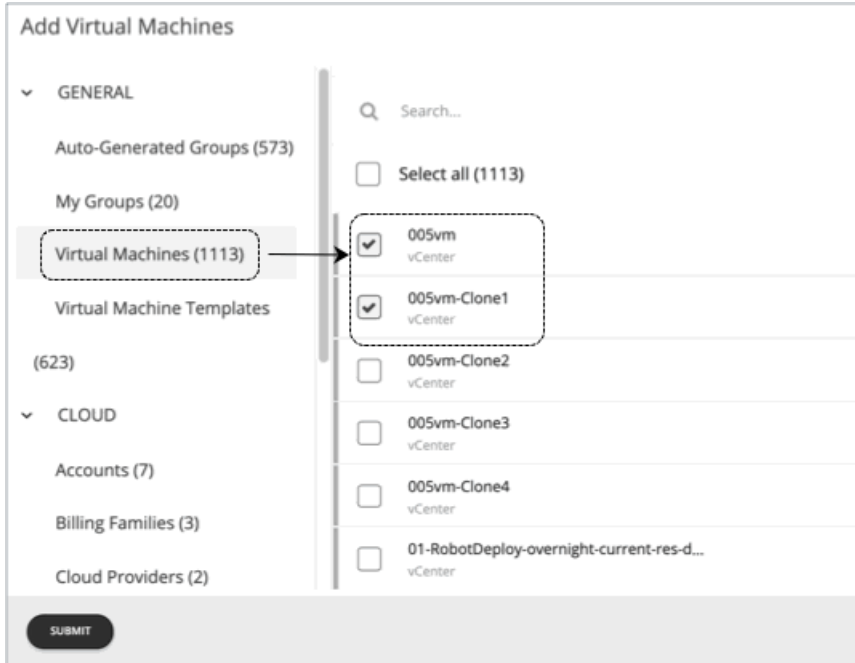 Add Virtual Machines
GENERAL
Auto-Generated Groups (573)
My Groups (20)
Virtual Machines (1113)
Virtual Machine Templates
(623)
CLOUD
Accounts (7)
Billing Families (3)
Cloud Providers (2)
Search...
Select all (1113)
005vm
vCenter
005vm-Clone1
vCenter
005vm-Clone2
vCenter
005vm-Clone3
vCenter
005vm-Clone4
vCenter
01-RobotDeploy-overnight-current-res-d...
vCenter
SUBMIT